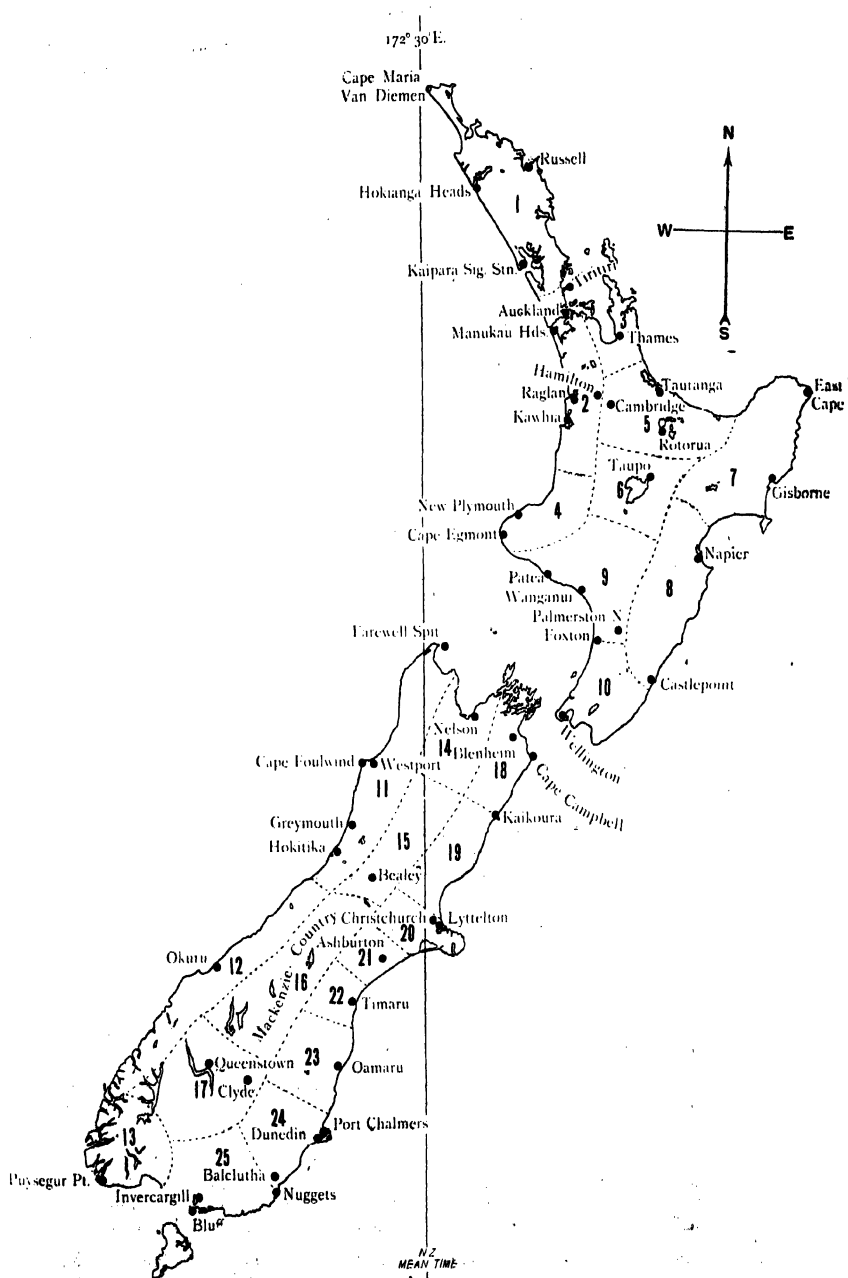 172° 30' E.
Cape Maria
Van Diemen
Russell
Hokianga Heads
1
N
W E
S
Kaipara Sig. Stn.
Tiritiri
Auckland
Manukau Hds.
Thames
Hamilton
Raglan
2
Tauranga
Cambridge
East
Cape
Kawhia
5
Rotorua
Taupo
6
7
Gisborne
New Plymouth
4
Cape Egmont
Napier
Patea
9
8
Wanganui
Palmerston N
Foxton
Farewell Spit
10
Castlepoint
Nelson
Wellington
14
Blenheim
Cape Foulwind
Westport
18
Cape Campbell
11
Greymouth
Kaikoura
Hokitika
15
19
Bealey
Christchurch
Lyttelton
20
Mackenzie Country
Ashburton
21
Okuru
12
16
22
Timaru
Queenstown
23
Oamaru
17
Clyde
24
Port Chalmers
Dunedin
13
25
Balclutha
Puysegur Pt.
Invercargill
Nuggets
Bluff
NZ
MEAN TIME